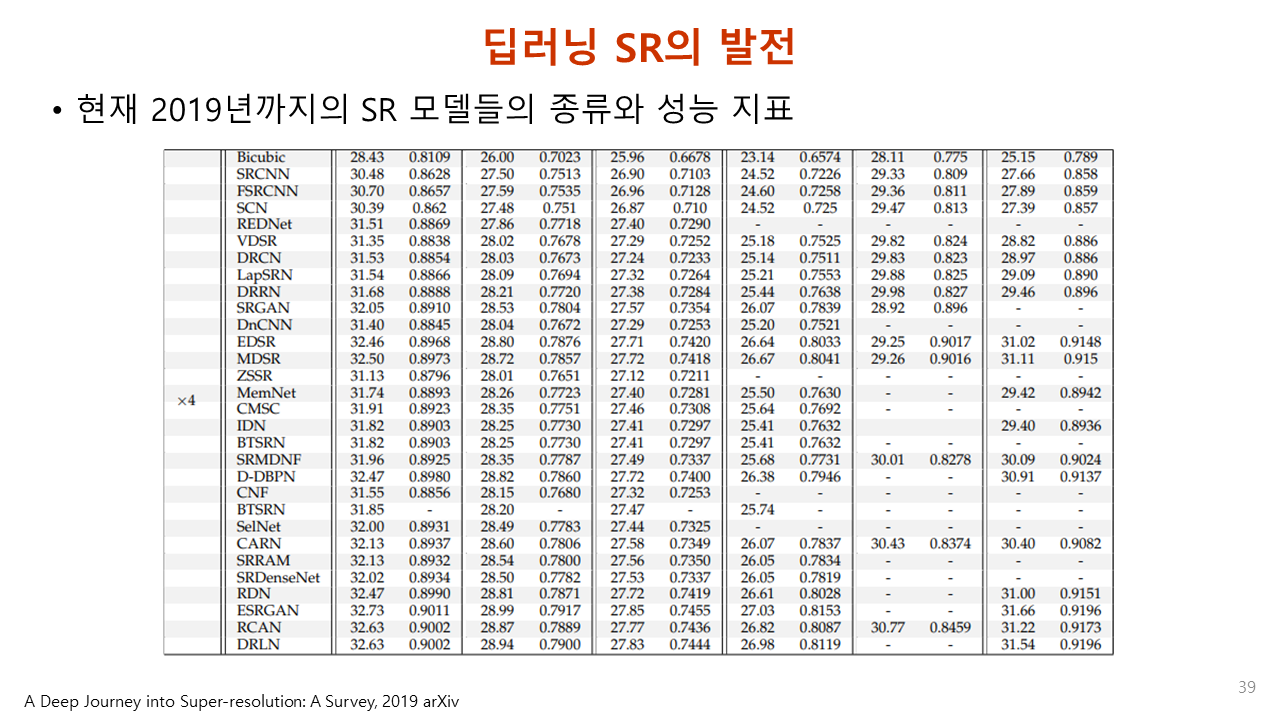 딥러닝 SR의 발전
• 현재 2019년까지의 SR 모델들의 종류와 성능 지표
Bicubic 28.43 0.8109 26.00 0.7023 25.96 0.6678 23.14 0.6574 28.11 0.775 25.15 0.789
SRCNN 30.48 0.8628 27.50 0.7513 26.90 0.7103 24.52 0.7226 29.33 0.809 27.66 0.858
FSRCNN 30.70 0.8657 27.59 0.7535 26.96 0.7128 24.60 0.7258 29.36 0.811 27.89 0.859
SCN 30.39 0.862 27.48 0.751 26.87 0.710 24.52 0.725 29.47 0.813 27.39 0.857
REDNet 31.51 0.8869 27.86 0.7718 27.40 0.7290 - - - - - -
VDSR 31.35 0.8838 28.02 0.7678 27.29 0.7252 25.18 0.7525 29.82 0.824 28.82 0.886
DRCN 31.53 0.8854 28.03 0.7673 27.24 0.7233 25.14 0.7511 29.83 0.823 28.97 0.886
LapSRN 31.54 0.8866 28.09 0.7694 27.32 0.7264 25.21 0.7553 29.88 0.825 29.09 0.890
DRRN 31.68 0.8888 28.21 0.7720 27.38 0.7284 25.44 0.7638 29.98 0.827 29.46 0.896
SRGAN 32.05 0.8910 28.53 0.7804 27.57 0.7354 26.07 0.7839 28.92 0.896 - -
DnCNN 31.40 0.8845 28.04 0.7672 27.29 0.7253 25.20 0.7521 - - - -
EDSR 32.46 0.8968 28.80 0.7876 27.71 0.7420 26.64 0.8033 29.25 0.9017 31.02 0.9148
MDSR 32.50 0.8973 28.72 0.7857 27.72 0.7418 26.67 0.8041 29.26 0.9016 31.11 0.915
ZSSR 31.13 0.8796 28.01 0.7651 27.12 0.7211 - - - - - -
×4 MemNet 31.74 0.8893 28.26 0.7723 27.40 0.7281 25.50 0.7630 - - 29.42 0.8942
CMSC 31.91 0.8923 28.35 0.7751 27.46 0.7308 25.64 0.7692 - - - -
IDN 31.82 0.8903 28.25 0.7730 27.41 0.7297 25.41 0.7632 29.40 0.8936
BTSRN 31.82 0.8903 28.25 0.7730 27.41 0.7297 25.41 0.7632 - - - -
SRMDNF 31.96 0.8925 28.35 0.7787 27.49 0.7337 25.68 0.7731 30.01 0.8278 30.09 0.9024
D-DBPN 32.47 0.8980 28.82 0.7860 27.72 0.7400 26.38 0.7946 - - 30.91 0.9137
CNF 31.55 0.8856 28.15 0.7680 27.32 0.7253 - - - - - -
BTSRN 31.85 - 28.20 - 27.47 - 25.74 - - - - -
SelNet 32.00 0.8931 28.49 0.7783 27.44 0.7325 - - - - - -
CARN 32.13 0.8937 28.60 0.7806 27.58 0.7349 26.07 0.7837 30.43 0.8374 30.40 0.9082
SRRAM 32.13 0.8932 28.54 0.7800 27.56 0.7350 26.05 0.7834 - - - -
SRDenseNet 32.02 0.8934 28.50 0.7782 27.53 0.7337 26.05 0.7819 - - - -
RDN 32.47 0.8990 28.81 0.7871 27.72 0.7419 26.61 0.8028 - - 31.00 0.9151
ESRGAN 32.73 0.9011 28.99 0.7917 27.85 0.7455 27.03 0.8153 - - 31.66 0.9196
RCAN 32.63 0.9002 28.87 0.7889 27.77 0.7436 26.82 0.8087 30.77 0.8459 31.22 0.9173
DRLN 32.63 0.9002 28.94 0.7900 27.83 0.7444 26.98 0.8119 - - 31.54 0.9196
39
A Deep Journey into Super-resolution: A Survey, 2019 arXiv